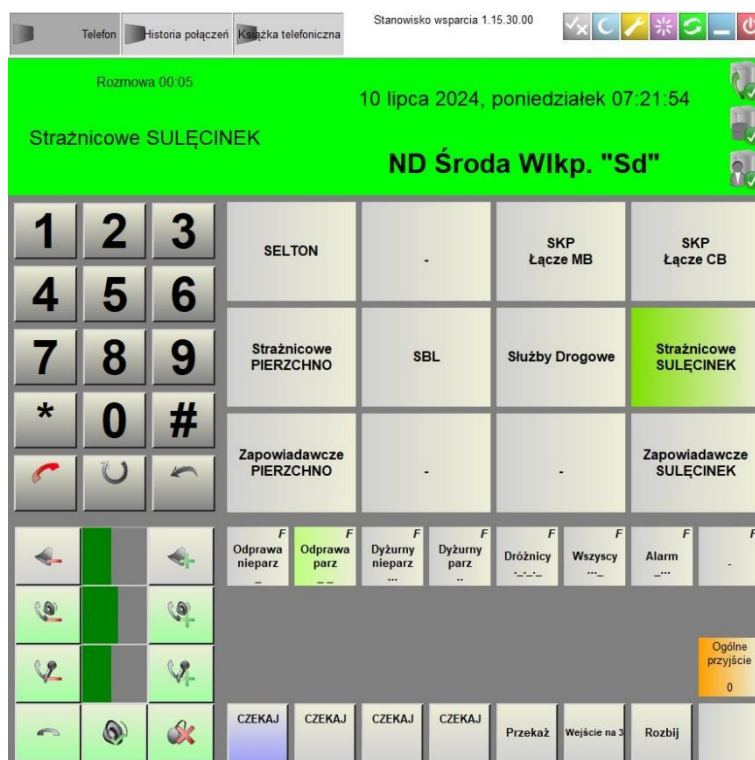 Telefon
Historia połączeń
Książka telefoniczna
Stanowisko wsparcia 1.15.30.00
Rozmowa 00:05
10 lipca 2024, poniedziałek 07:21:54
Strażnicowe SULĘCINEK
ND Środa Wlkp. "Sd"
1 2 3
4 5 6
7 8 9
* 0 #
SELTON
-
SKP
Łącze MB
SKP
Łącze CB
Strażnicowe
PIERZCHNO
SBL
Służby Drogowe
Strażnicowe
SULĘCINEK
Zapowiadawcze
PIERZCHNO
-
-
Zapowiadawcze
SULĘCINEK
F
Odprawa
nieparz
_
F
Odprawa
parz
_ _
F
Dyżurny
nieparz
...
F
Dyżurny
parz
..
F
Dróżnicy
-.-.-_
F
Wszyscy
..._
F
Alarm
_...
F
.
Ogólne
przyjście
0
CZEKAJ
CZEKAJ
CZEKAJ
CZEKAJ
Przekaż
Wejście na 3
Rozbij